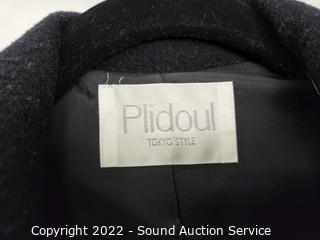 Plidoul
TOKYO STYLE
Copyright 2022 - Sound Auction Service